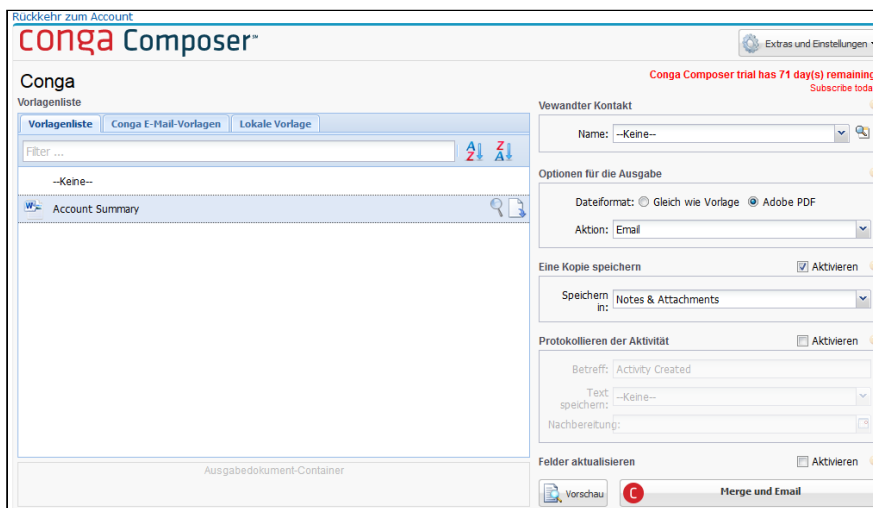 Rückkehr zum Account
conga Composer™
Extras und Einstellungen
Conga
Conga Composer trial has 71 day(s) remaining
Subscribe toda
Vorlagenliste
Vorlagenliste Conga E-Mail-Vorlagen Lokale Vorlage
Filter ...
--Keine--
Account Summary
Ausgabedokument-Container
Vewandter Kontakt
Name: --Keine--
Optionen für die Ausgabe
Dateiformat: Gleich wie Vorlage Adobe PDF
Aktion: Email
Eine Kopie speichern Aktivieren
Speichern in: Notes & Attachments
Protokollieren der Aktivität Aktivieren
Betreff: Activity Created
Text speichern: --Keine--
Nachbereitung:
Felder aktualisieren Aktivieren
Vorschau Merge und Email